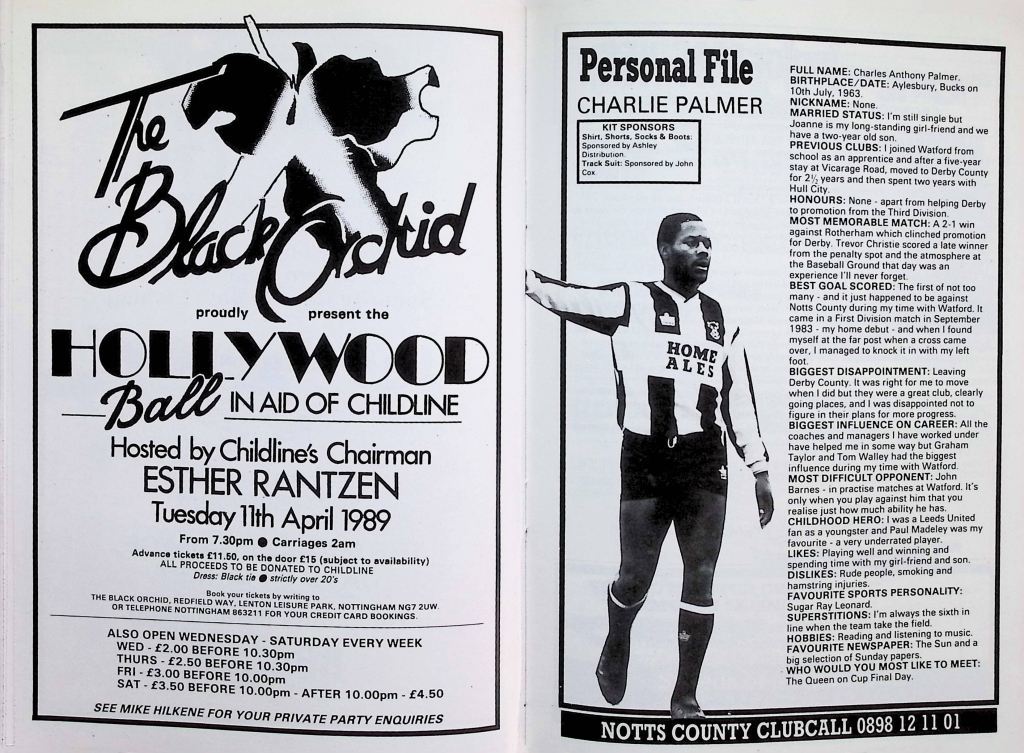 The
Black Orchid
proudly present the
HOLLYWOOD
Ball IN AID OF CHILDLINE
Hosted by Childline's Chairman
ESTHER RANTZEN
Tuesday 11th April 1989
From 7.30pm ● Carriages 2am
Advance tickets £11.50, on the door £15 (subject to availability)
ALL PROCEEDS TO BE DONATED TO CHILDLINE
Dress: Black tie ● strictly over 20's
Book your tickets by writing to
THE BLACK ORCHID, REDFIELD WAY, LENTON LEISURE PARK, NOTTINGHAM NG7 2UW.
OR TELEPHONE NOTTINGHAM 863211 FOR YOUR CREDIT CARD BOOKINGS.
ALSO OPEN WEDNESDAY - SATURDAY EVERY WEEK
WED - £2.00 BEFORE 10.30pm
THURS - £2.50 BEFORE 10.30pm
FRI - £3.00 BEFORE 10.00pm
SAT - £3.50 BEFORE 10.00pm - AFTER 10.00pm - £4.50
SEE MIKE HILKENE FOR YOUR PRIVATE PARTY ENQUIRIES
Personal File
CHARLIE PALMER
KIT SPONSORS
Shirt, Shorts, Socks & Boots:
Sponsored by Ashley
Distribution.
Track Suit: Sponsored by John
Cox.
HOME
ALES
FULL NAME: Charles Anthony Palmer.
BIRTHPLACE/DATE: Aylesbury, Bucks on
10th July, 1963.
NICKNAME: None.
MARRIED STATUS: I'm still single but
Joanne is my long-standing girl-friend and we
have a two-year old son.
PREVIOUS CLUBS: I joined Watford from
school as an apprentice and after a five-year
stay at Vicarage Road, moved to Derby County
for 2½ years and then spent two years with
Hull City.
HONOURS: None - apart from helping Derby
to promotion from the Third Division.
MOST MEMORABLE MATCH: A 2-1 win
against Rotherham which clinched promotion
for Derby. Trevor Christie scored a late winner
from the penalty spot and the atmosphere at
the Baseball Ground that day was an
experience I'll never forget.
BEST GOAL SCORED: The first of not too
many - and it just happened to be against
Notts County during my time with Watford. It
came in a First Division match in September
1983 - my home debut - and when I found
myself at the far post when a cross came
over, I managed to knock it in with my left
foot.
BIGGEST DISAPPOINTMENT: Leaving
Derby County. It was right for me to move
when I did but they were a great club, clearly
going places, and I was disappointed not to
figure in their plans for more progress.
BIGGEST INFLUENCE ON CAREER: All the
coaches and managers I have worked under
have helped me in some way but Graham
Taylor and Tom Walley had the biggest
influence during my time with Watford.
MOST DIFFICULT OPPONENT: John
Barnes - in practise matches at Watford. It's
only when you play against him that you
realise just how much ability he has.
CHILDHOOD HERO: I was a Leeds United
fan as a youngster and Paul Madeley was my
favourite - a very underrated player.
LIKES: Playing well and winning and
spending time with my girl-friend and son.
DISLIKES: Rude people, smoking and
hamstring injuries.
FAVOURITE SPORTS PERSONALITY:
Sugar Ray Leonard.
SUPERSTITIONS: I'm always the sixth in
line when the team take the field.
HOBBIES: Reading and listening to music.
FAVOURITE NEWSPAPER: The Sun and a
big selection of Sunday papers.
WHO WOULD YOU MOST LIKE TO MEET:
The Queen on Cup Final Day.
NOTTS COUNTY CLUBCALL 0898 12 11 01